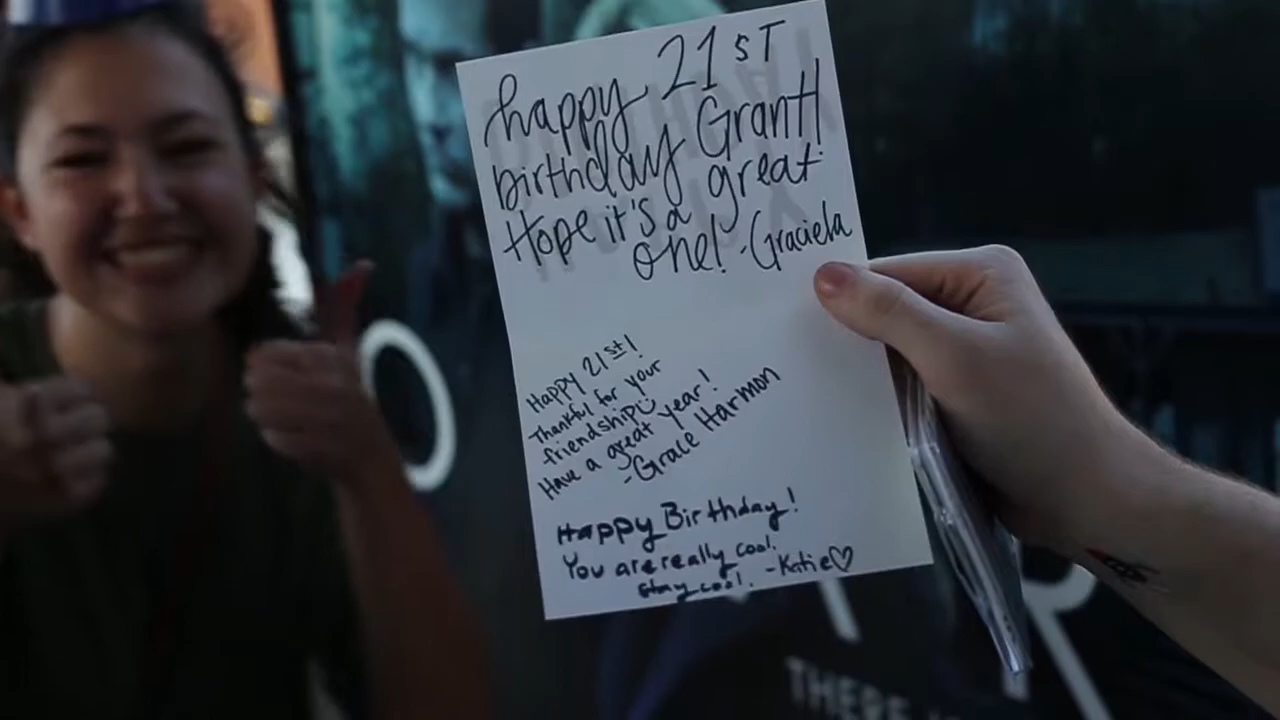 happy 21ST
birthday Grant!
Hope it's a great
one! -Graciela
Happy 21st!
Thankful for your
friendship
Have a great year!
-Grace Harmon
Happy Birthday!
You are really cool.
stay cool. -Katie♡
THERE